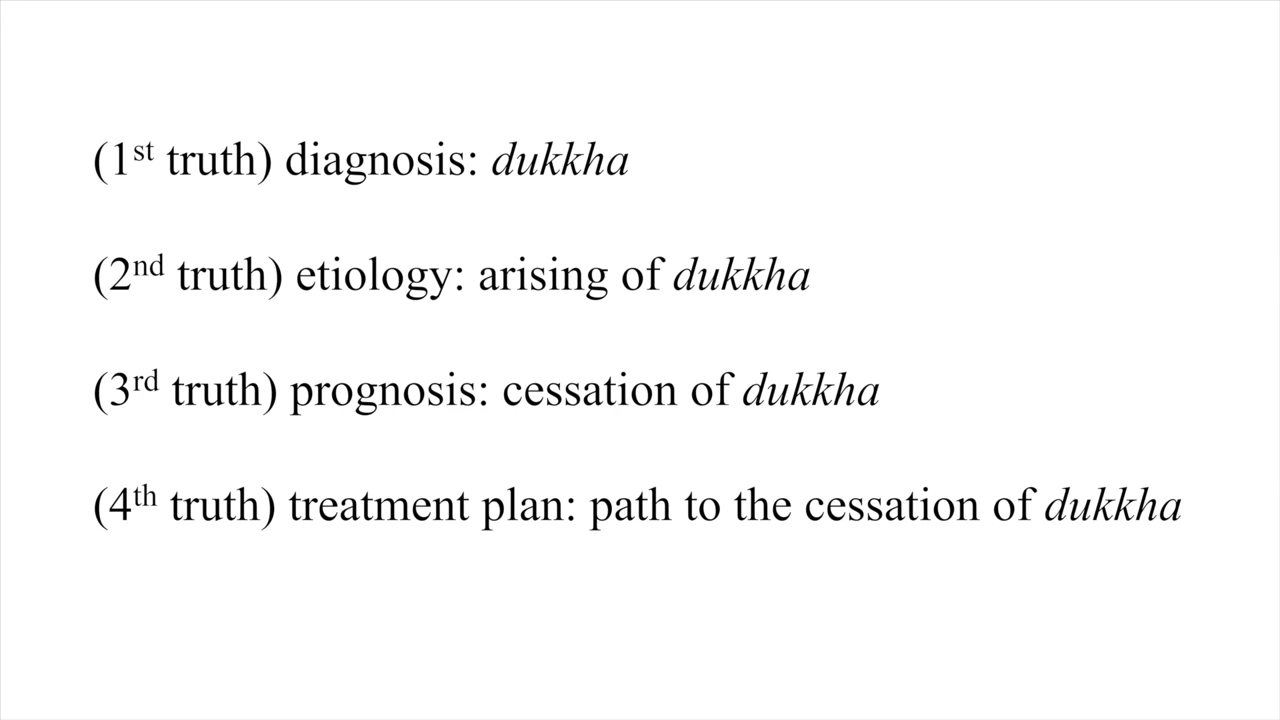 (1st truth) diagnosis: dukkha
(2nd truth) etiology: arising of dukkha
(3rd truth) prognosis: cessation of dukkha
(4th truth) treatment plan: path to the cessation of dukkha